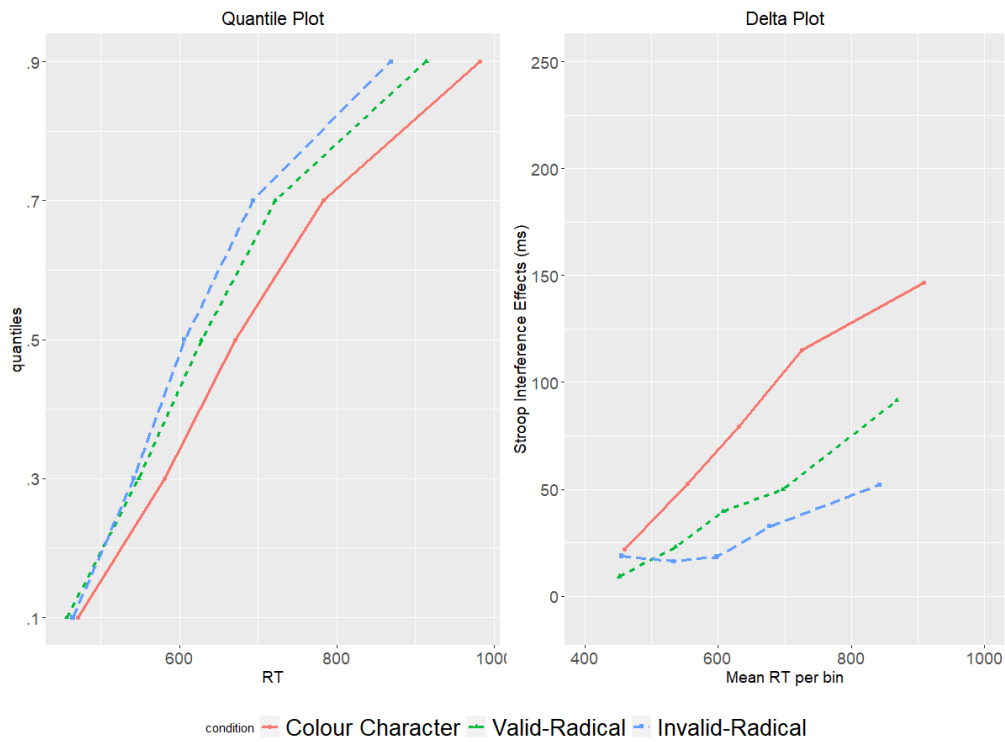 Quantile Plot
.9
.7
.5
.3
.1
quantiles
600
800
1000
RT
Delta Plot
250
200
150
100
50
0
Stroop Interference Effects (ms)
400
600
800
1000
Mean RT per bin
condition Colour Character Valid-Radical Invalid-Radical